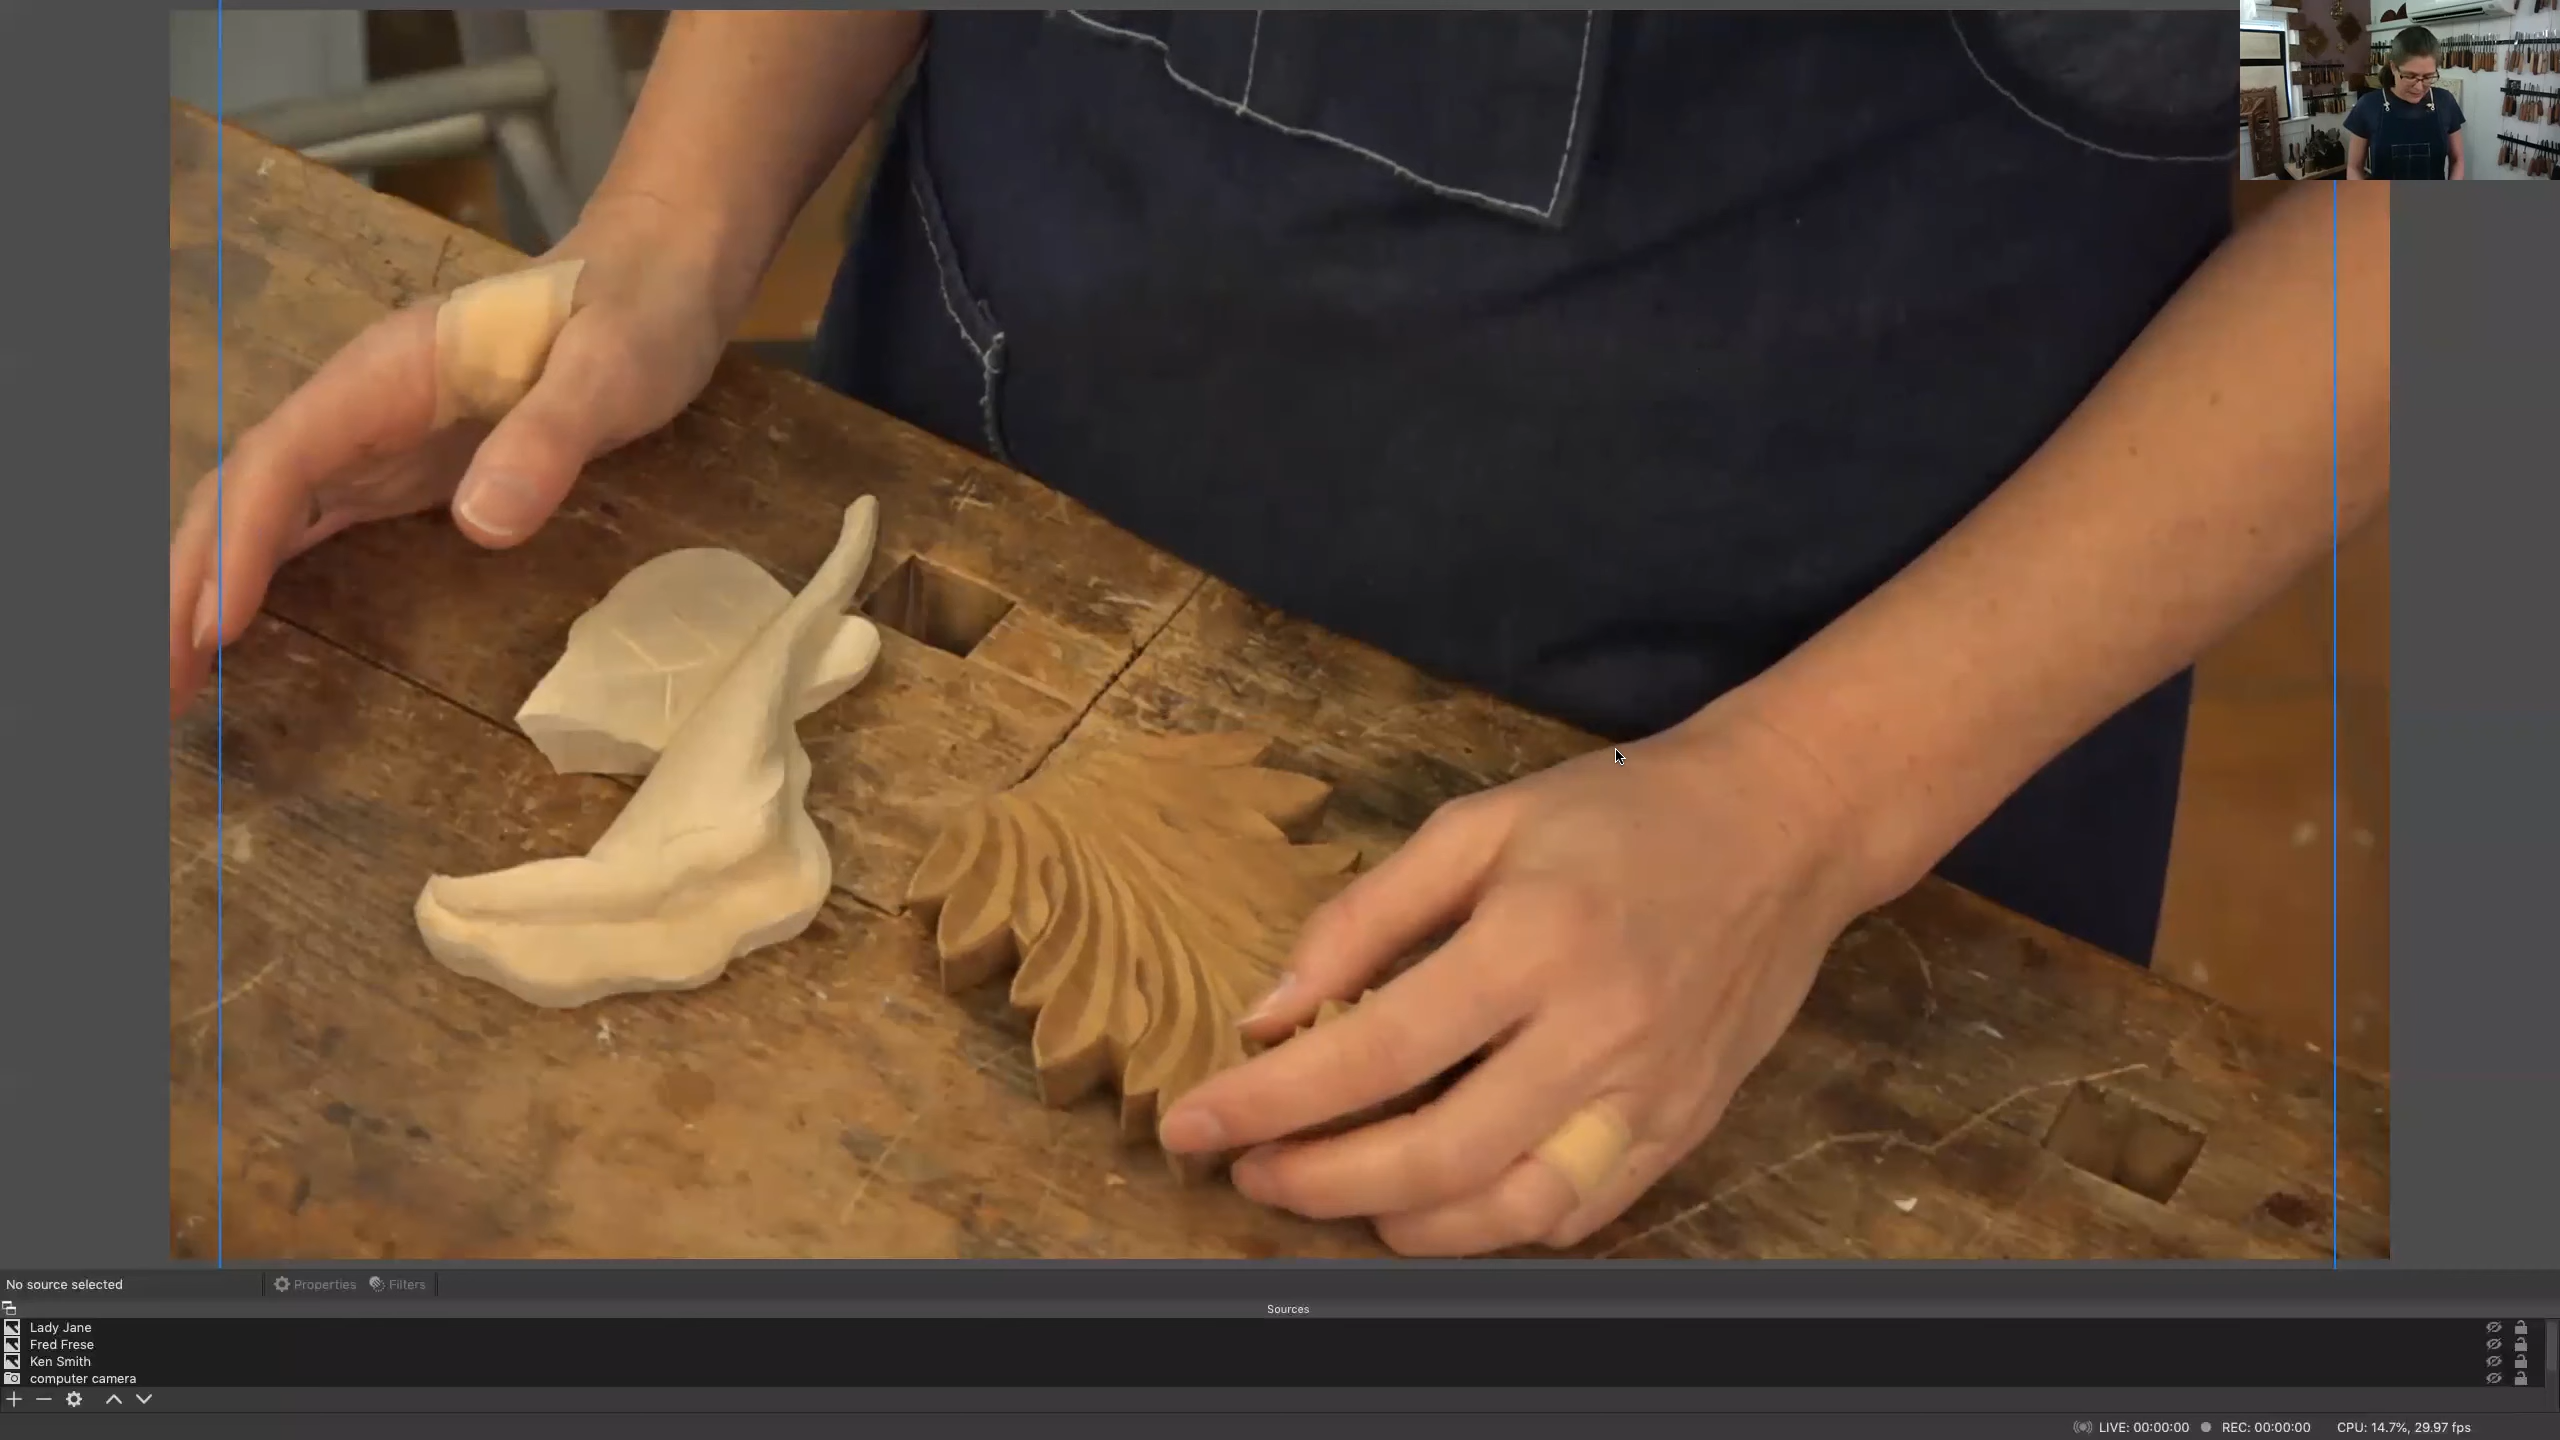 No source selected
Properties
Filters
Sources
Lady Jane
Fred Frese
Ken Smith
computer camera
LIVE: 00:00:00
REC: 00:00:00
CPU: 14.7%, 29.97 fps